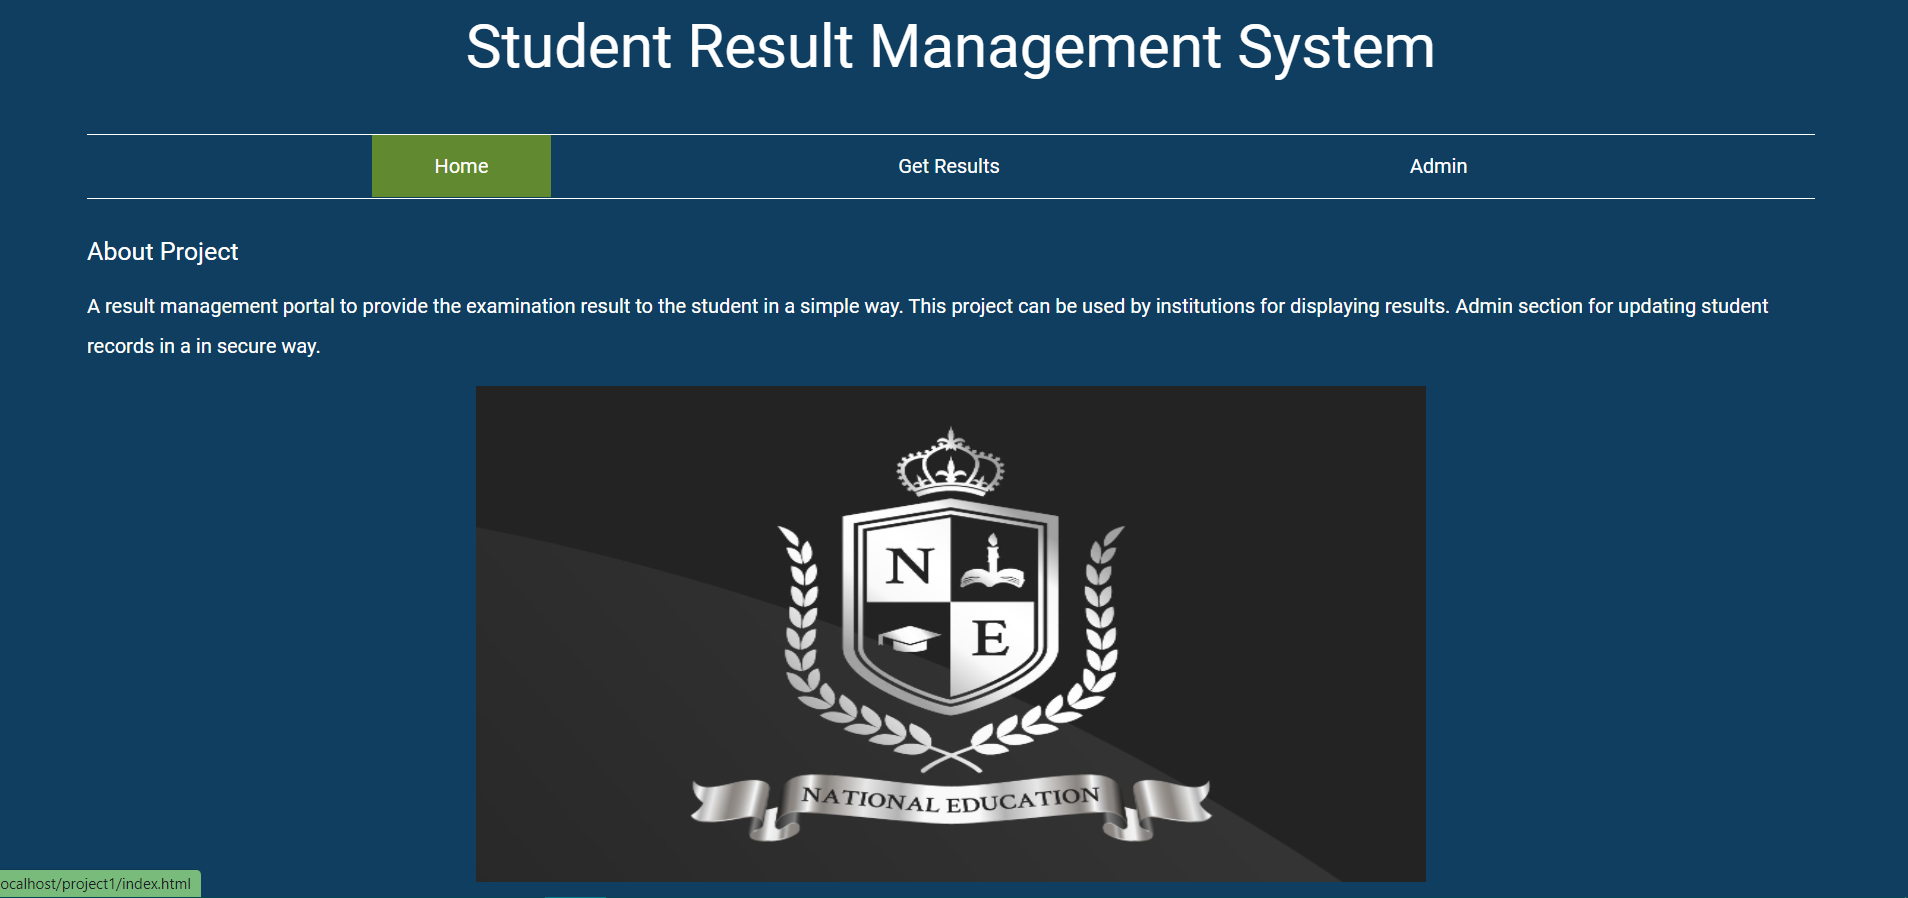 Student Result Management System
Home
Get Results
Admin
About Project
A result management portal to provide the examination result to the student in a simple way. This project can be used by institutions for displaying results. Admin section for updating student
records in a in secure way.
N
E
NATIONAL EDUCATION
ocalhost/project1/index.html